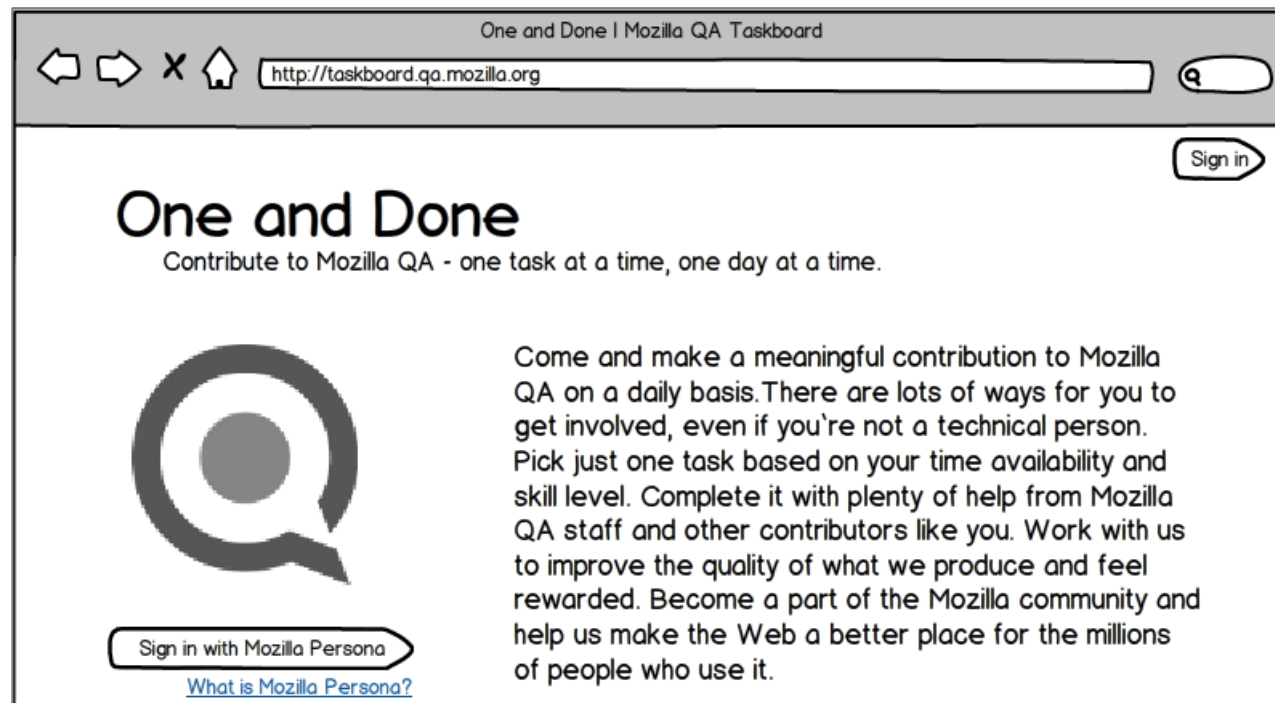 One and Done | Mozilla QA Taskboard
http://taskboard.qa.mozilla.org
Sign in
One and Done
Contribute to Mozilla QA - one task at a time, one day at a time.
Come and make a meaningful contribution to Mozilla
QA on a daily basis.There are lots of ways for you to
get involved, even if you`re not a technical person.
Pick just one task based on your time availability and
skill level. Complete it with plenty of help from Mozilla
QA staff and other contributors like you. Work with us
to improve the quality of what we produce and feel
rewarded. Become a part of the Mozilla community and
help us make the Web a better place for the millions
of people who use it.
Sign in with Mozilla Persona
What is Mozilla Persona?